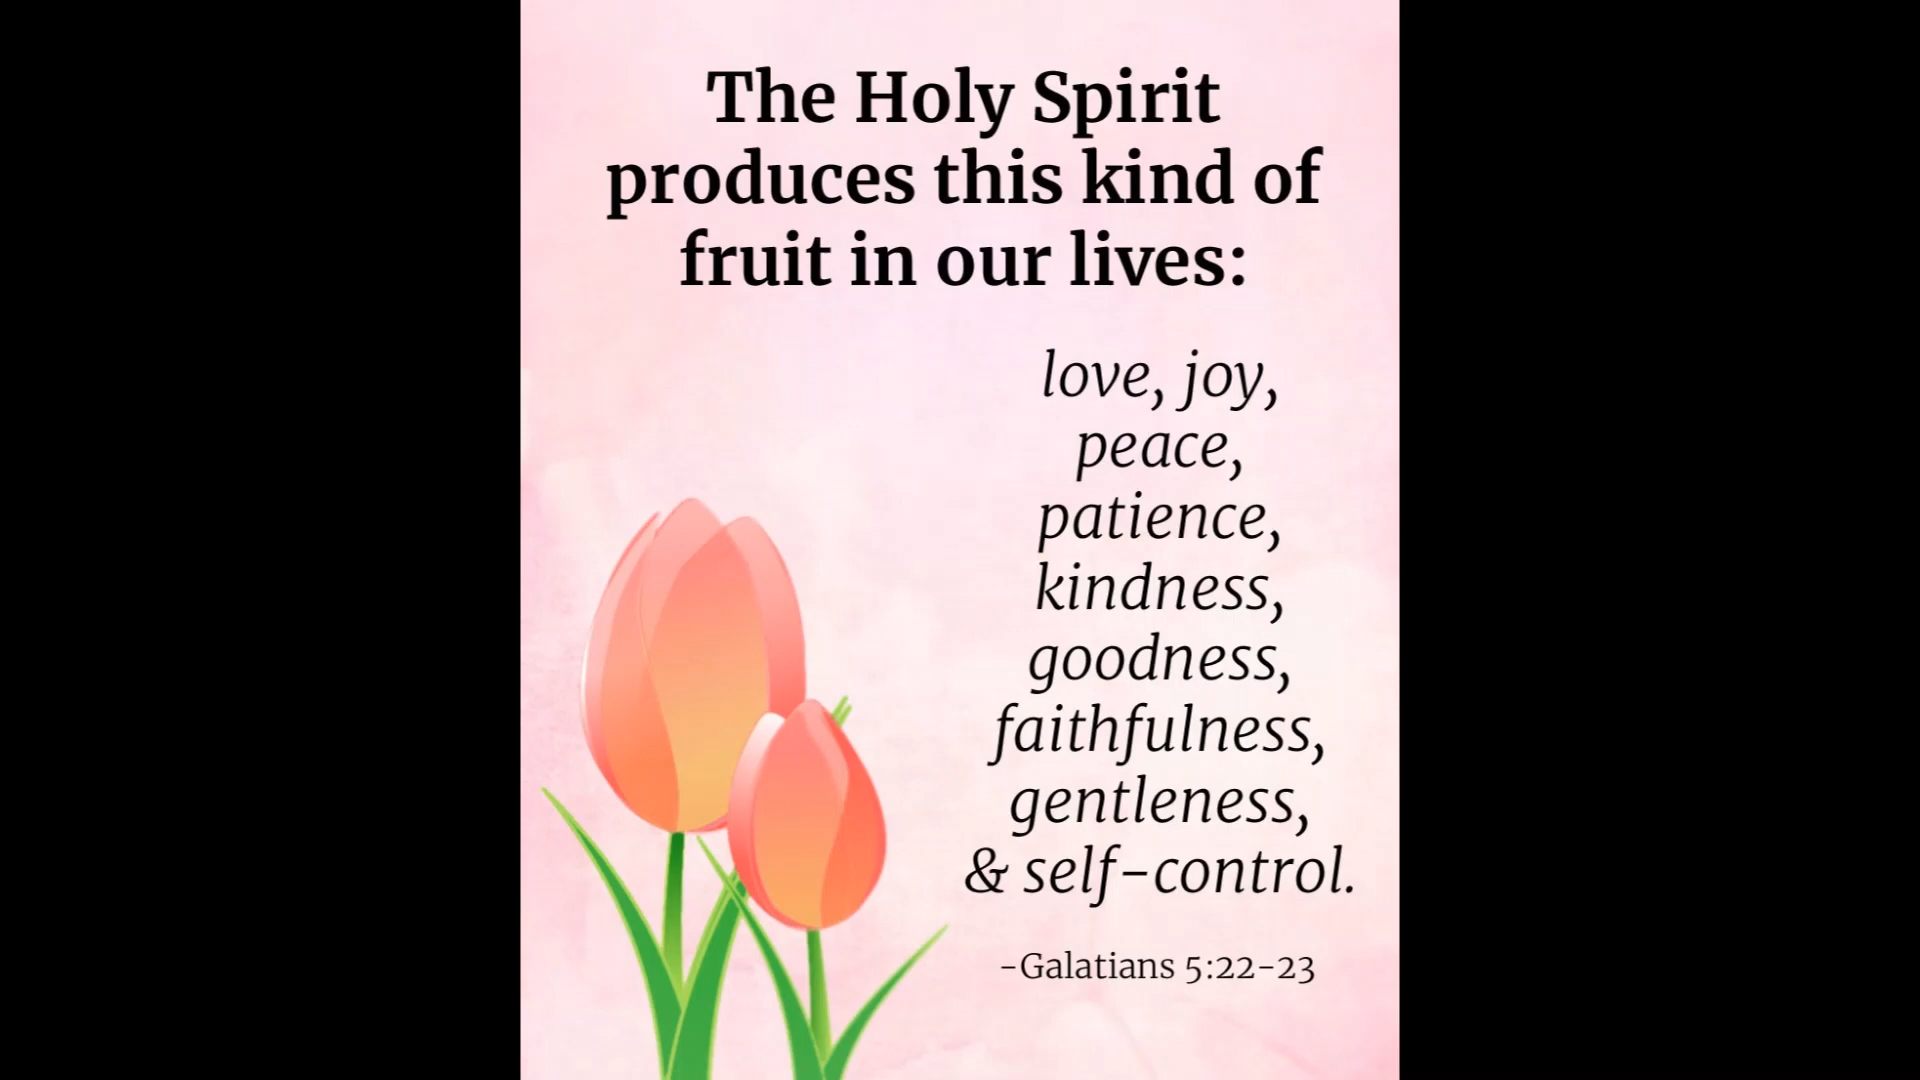 The Holy Spirit
produces this kind of
fruit in our lives:
love, joy,
peace,
patience,
kindness,
goodness,
faithfulness,
gentleness,
& self-control.
-Galatians 5:22-23